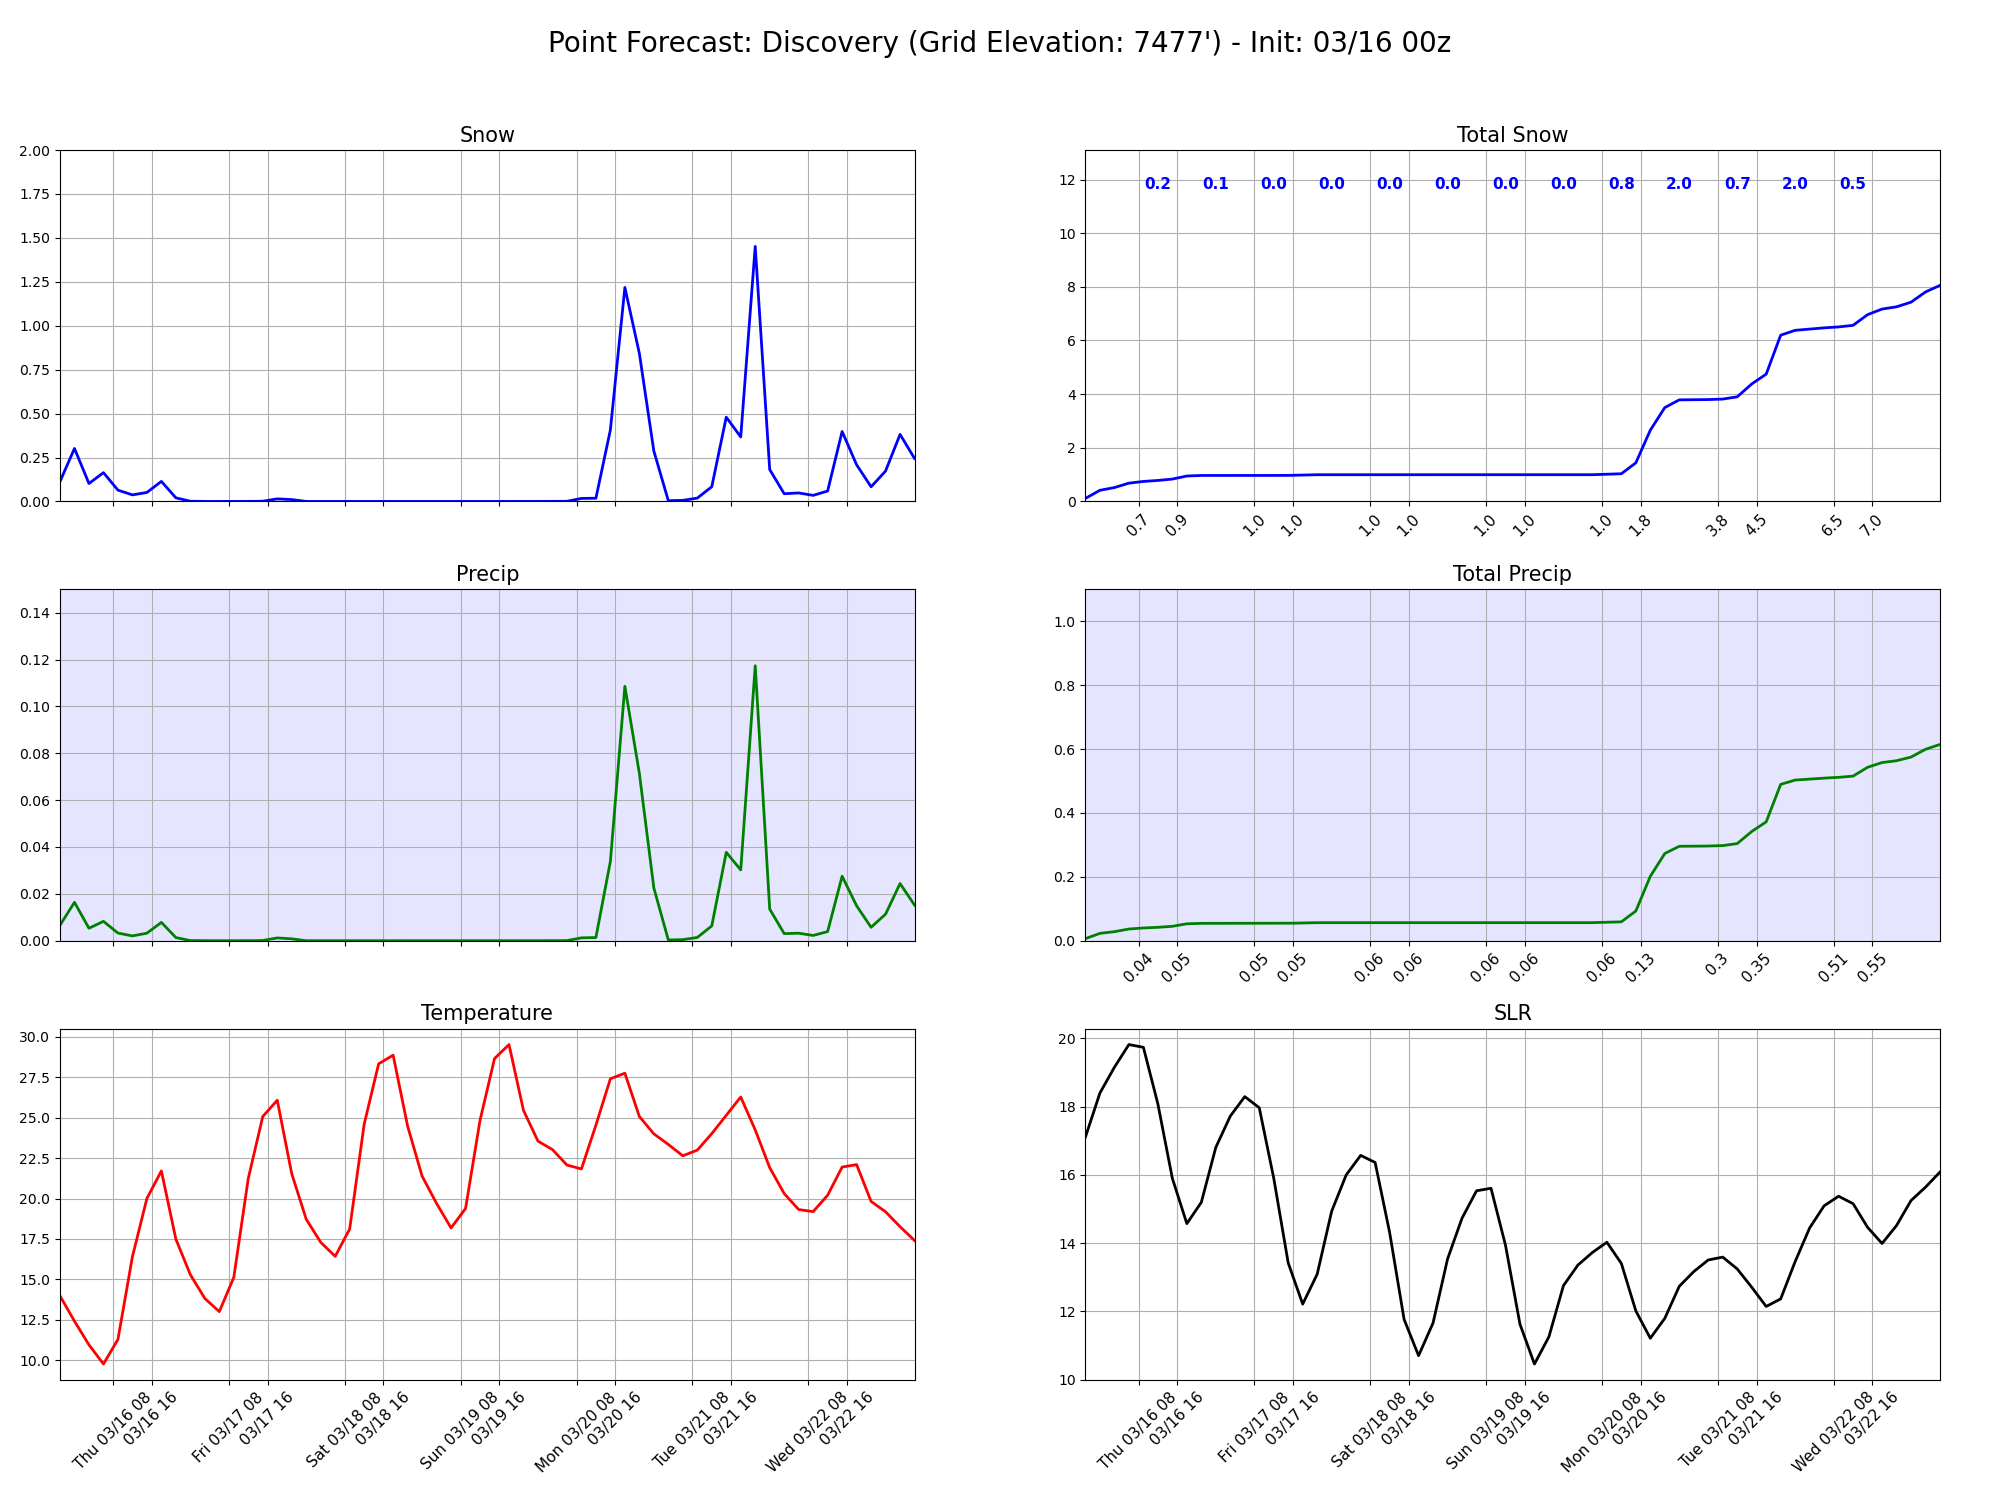 Point Forecast: Discovery (Grid Elevation: 7477') - Init: 03/16 00z
Snow
2.00
1.75
1.50
1.25
1.00
0.75
0.50
0.25
0.00
Total Snow
12
10
8
6
4
2
0
0.2 0.1 0.0 0.0 0.0 0.0 0.0 0.0 0.8 2.0 0.7 2.0 0.5
0.7 0.9 1.0 1.0 1.0 1.0 1.0 1.0 1.0 1.8 3.8 4.5 6.5 7.0
Precip
0.14
0.12
0.10
0.08
0.06
0.04
0.02
0.00
Total Precip
1.0
0.8
0.6
0.4
0.2
0.0
0.04 0.05 0.05 0.05 0.06 0.06 0.06 0.06 0.06 0.13 0.3 0.35 0.51 0.55
Temperature
30.0
27.5
25.0
22.5
20.0
17.5
15.0
12.5
10.0
Thu 03/16 08
03/16 16
Fri 03/17 08
03/17 16
Sat 03/18 08
03/18 16
Sun 03/19 08
03/19 16
Mon 03/20 08
03/20 16
Tue 03/21 08
03/21 16
Wed 03/22 08
03/22 16
SLR
20
18
16
14
12
10
Thu 03/16 08
03/16 16
Fri 03/17 08
03/17 16
Sat 03/18 08
03/18 16
Sun 03/19 08
03/19 16
Mon 03/20 08
03/20 16
Tue 03/21 08
03/21 16
Wed 03/22 08
03/22 16